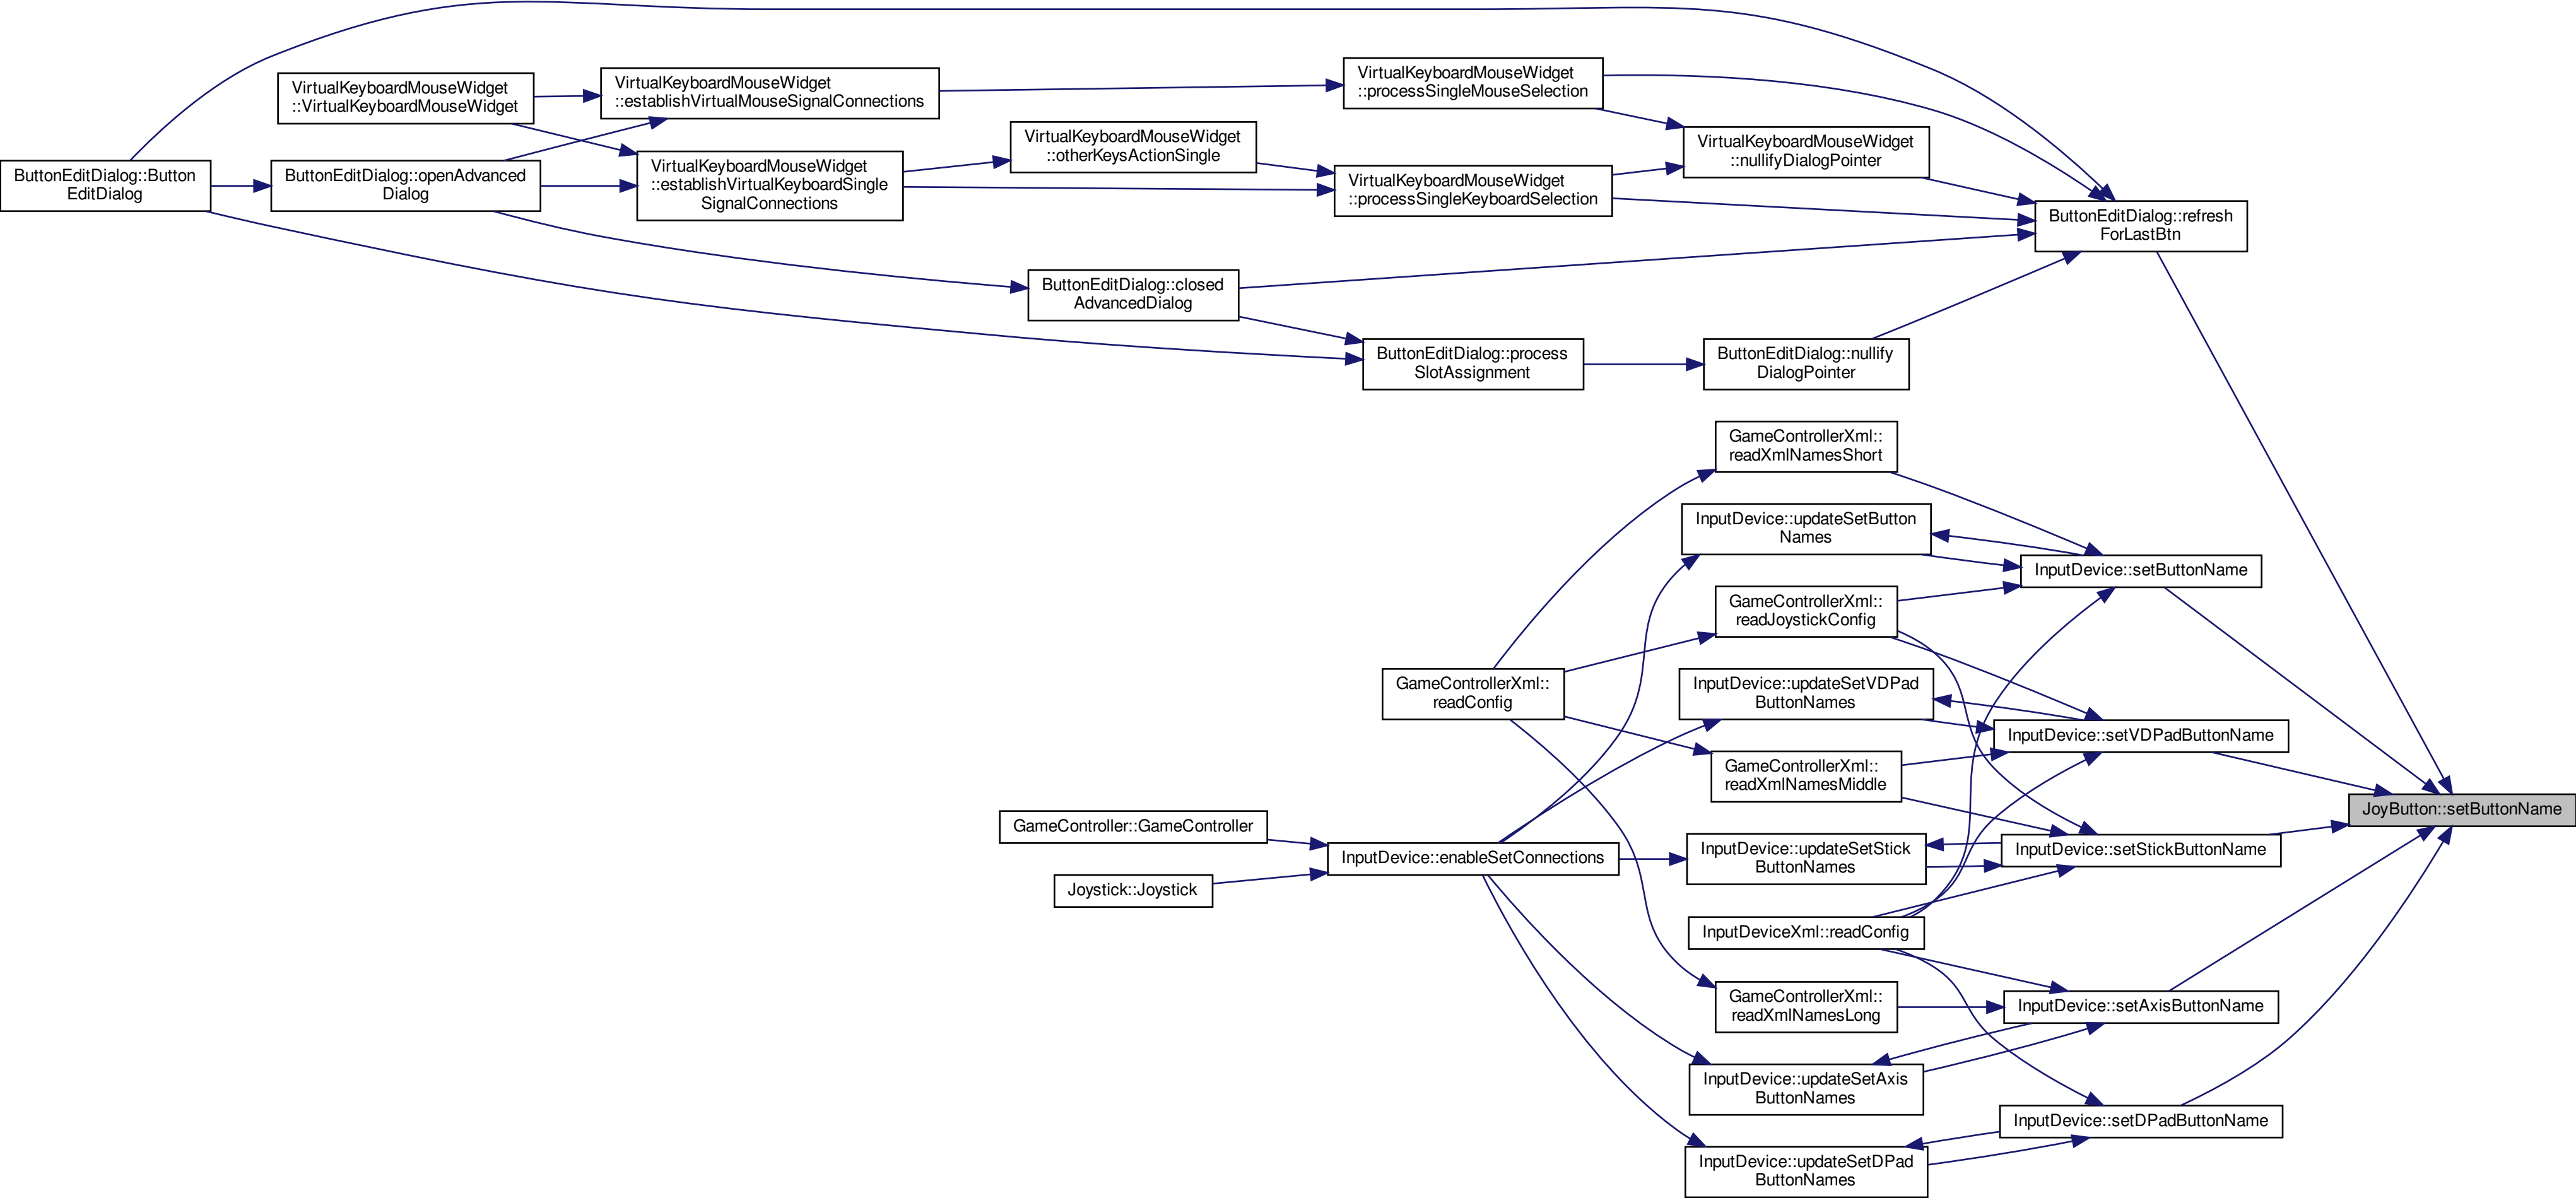 VirtualKeyboardMouseWidget
::VirtualKeyboardMouseWidget
VirtualKeyboardMouseWidget
::establishVirtualMouseSignalConnections
VirtualKeyboardMouseWidget
::processSingleMouseSelection
VirtualKeyboardMouseWidget
::otherKeysActionSingle
VirtualKeyboardMouseWidget
::nullifyDialogPointer
ButtonEditDialog::Button
EditDialog
ButtonEditDialog::openAdvanced
Dialog
VirtualKeyboardMouseWidget
::establishVirtualKeyboardSingle
SignalConnections
VirtualKeyboardMouseWidget
::processSingleKeyboardSelection
ButtonEditDialog::refresh
ForLastBtn
ButtonEditDialog::closed
AdvancedDialog
ButtonEditDialog::process
SlotAssignment
ButtonEditDialog::nullify
DialogPointer
GameControllerXml::
readXmlNamesShort
InputDevice::updateSetButton
Names
InputDevice::setButtonName
GameControllerXml::
readJoystickConfig
GameControllerXml::
readConfig
InputDevice::updateSetVDPad
ButtonNames
InputDevice::setVDPadButtonName
GameControllerXml::
readXmlNamesMiddle
JoyButton::setButtonName
GameController::GameController
InputDevice::enableSetConnections
InputDevice::updateSetStick
ButtonNames
InputDevice::setStickButtonName
Joystick::Joystick
InputDeviceXml::readConfig
GameControllerXml::
readXmlNamesLong
InputDevice::setAxisButtonName
InputDevice::updateSetAxis
ButtonNames
InputDevice::setDPadButtonName
InputDevice::updateSetDPad
ButtonNames